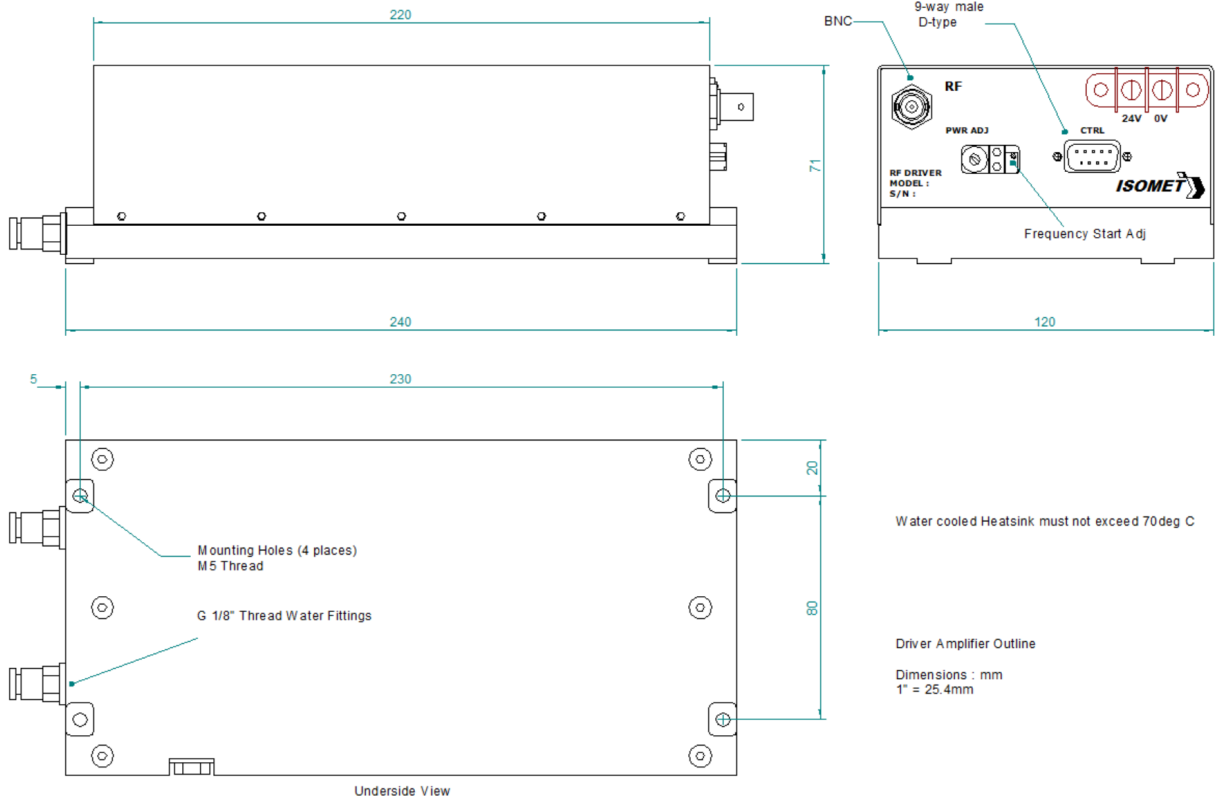 220
BNC
9-way male
D-type
RF
24V 0V
PWR ADJ
CTRL
71
RF DRIVER
MODEL :
S/N :
ISOMET
Frequency Start Adj
240
120
5
230
20
Water cooled Heatsink must not exceed 70deg C
Mounting Holes (4 places)
M5 Thread
80
G 1/8" Thread Water Fittings
Driver Amplifier Outline
Dimensions : mm
1" = 25.4mm
Underside View